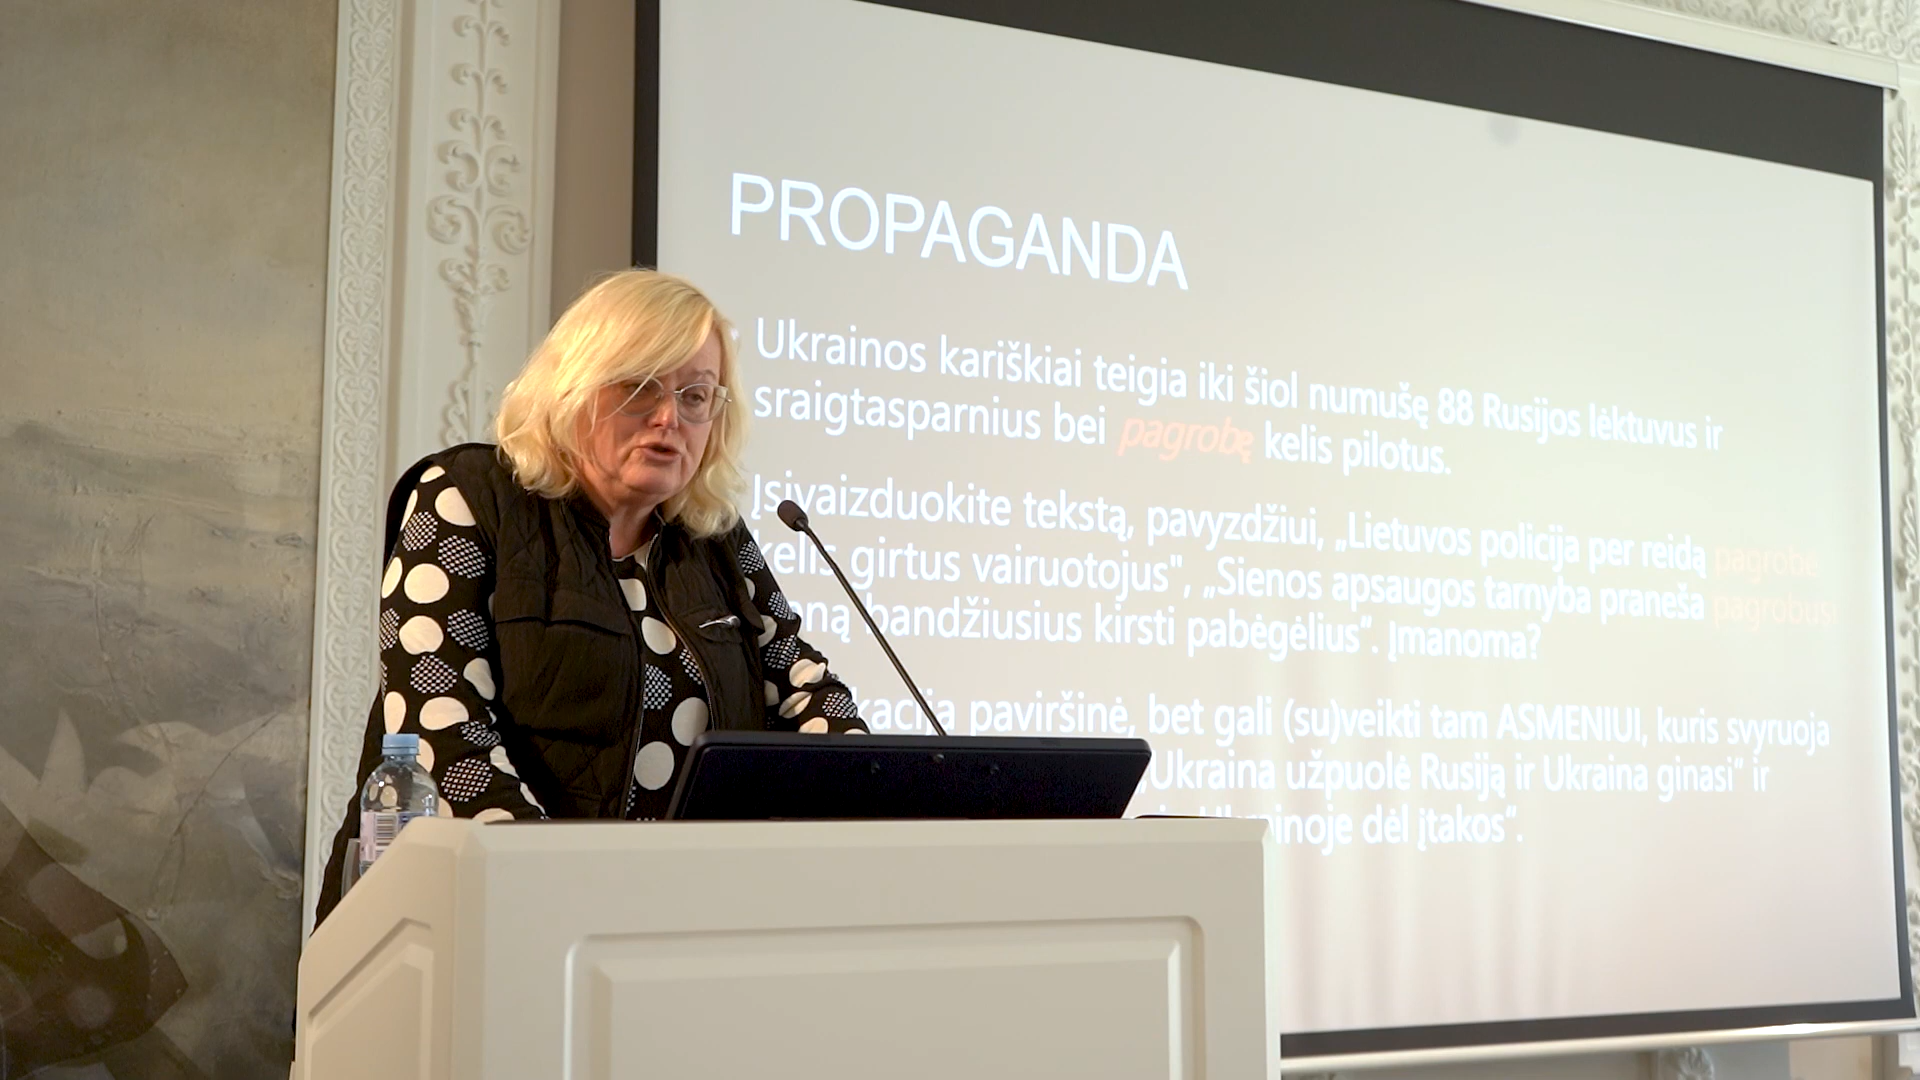 PROPAGANDA
Ukrainos kariškiai teigia iki šiol numušę 88 Rusijos lėktuvus ir
sraigtasparnius bei pagrobę kelis pilotus.
Įsivaizduokite tekstą, pavyzdžiui, „Lietuvos policija per reidą pagrobė
kelis girtus vairuotojus", „Sienos apsaugos tarnyba praneša pagrobusi
bandžiusius kirsti pabėgėlius“. Įmanoma?
paviršinė, bet gali (su)veikti tam ASMENIUI, kuris svyruoja
„Ukraina užpuolė Rusiją ir Ukraina ginasi“ ir
dėl įtakos“.